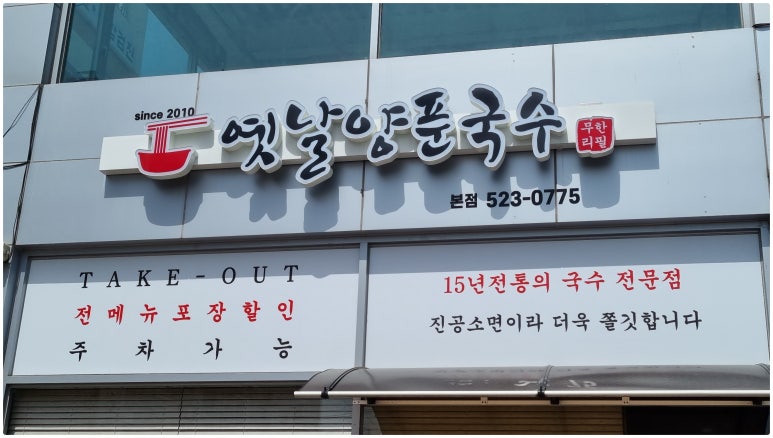 since 2010
옛날양푼국수
무한
리필
본점 523-0775
TAKE-OUT
전메뉴포장할인
주차가능
15년전통의 국수 전문점
진공소면이라 더욱 쫄깃합니다